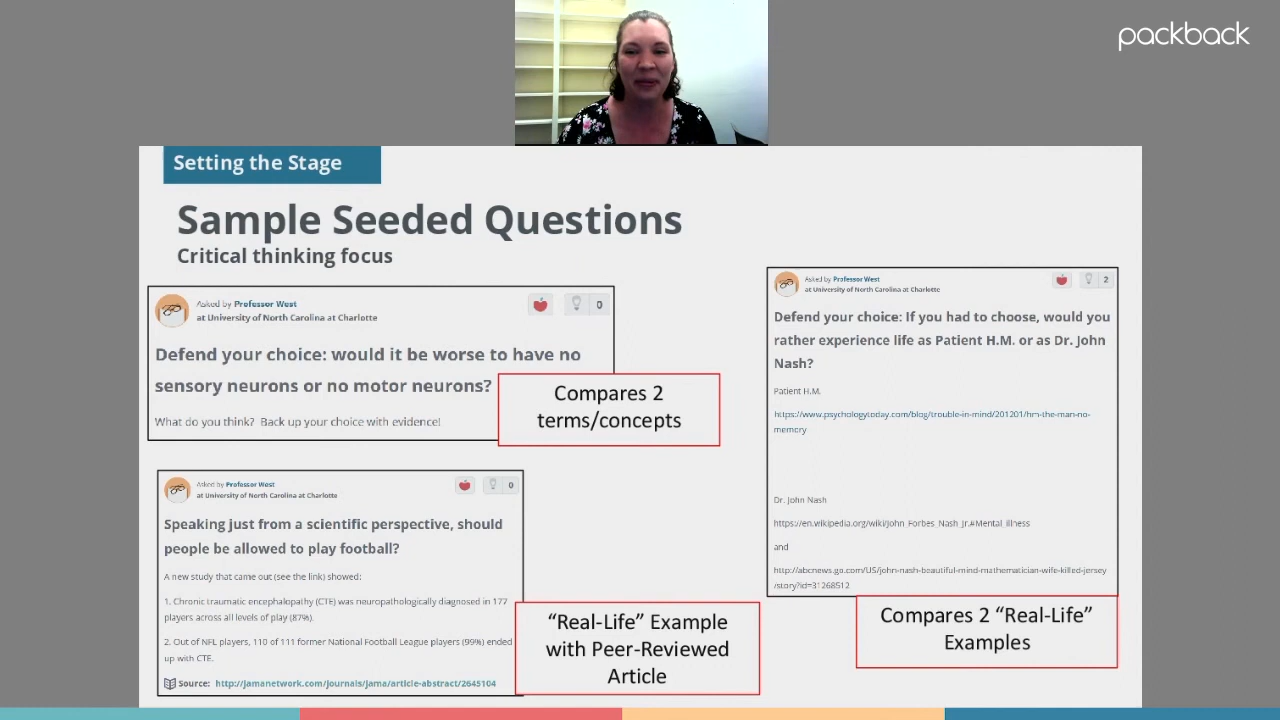 packback
Setting the Stage
Sample Seeded Questions
Critical thinking focus
Asked by Professor West
at University of North Carolina at Charlotte
0
Defend your choice: would it be worse to have no
sensory neurons or no motor neurons?
What do you think? Back up your choice with evidence!
Compares 2
terms/concepts
Asked by Professor West
at University of North Carolina at Charlotte
0
Speaking just from a scientific perspective, should
people be allowed to play football?
A new study that came out (see the link) showed:
1. Chronic traumatic encephalopathy (CTE) was neuropathologically diagnosed in 177
players across all levels of play (87%).
2. Out of NFL players, 110 of 111 former National Football League players (99%) ended
up with CTE.
Source: http://jamanetwork.com/journals/jama/article-abstract/2645104
"Real-Life" Example
with Peer-Reviewed
Article
Asked by Professor West
at University of North Carolina at Charlotte
2
Defend your choice: If you had to choose, would you
rather experience life as Patient H.M. or as Dr. John
Nash?
Patient H.M.
https://www.psychologytoday.com/blog/trouble-in-mind/201201/hm-the-man-no-
memory
Dr. John Nash
https://en.wikipedia.org/wiki/John_Forbes_Nash_Jr.#Mental_illness
and
http://abcnews.go.com/US/john-nash-beautiful-mind-mathematician-wife-killed-jersey
/story?id=31268512
Compares 2 "Real-Life"
Examples